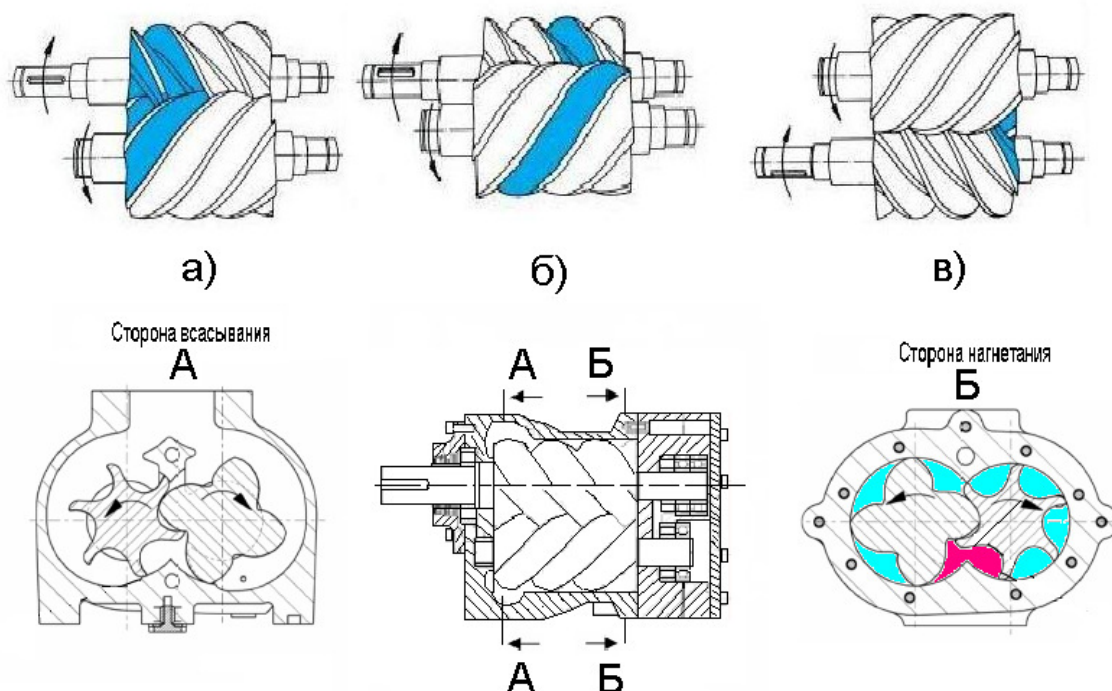 а) б) в)
Сторона всасывания
А
А Б
Сторона нагнетания
Б
А Б